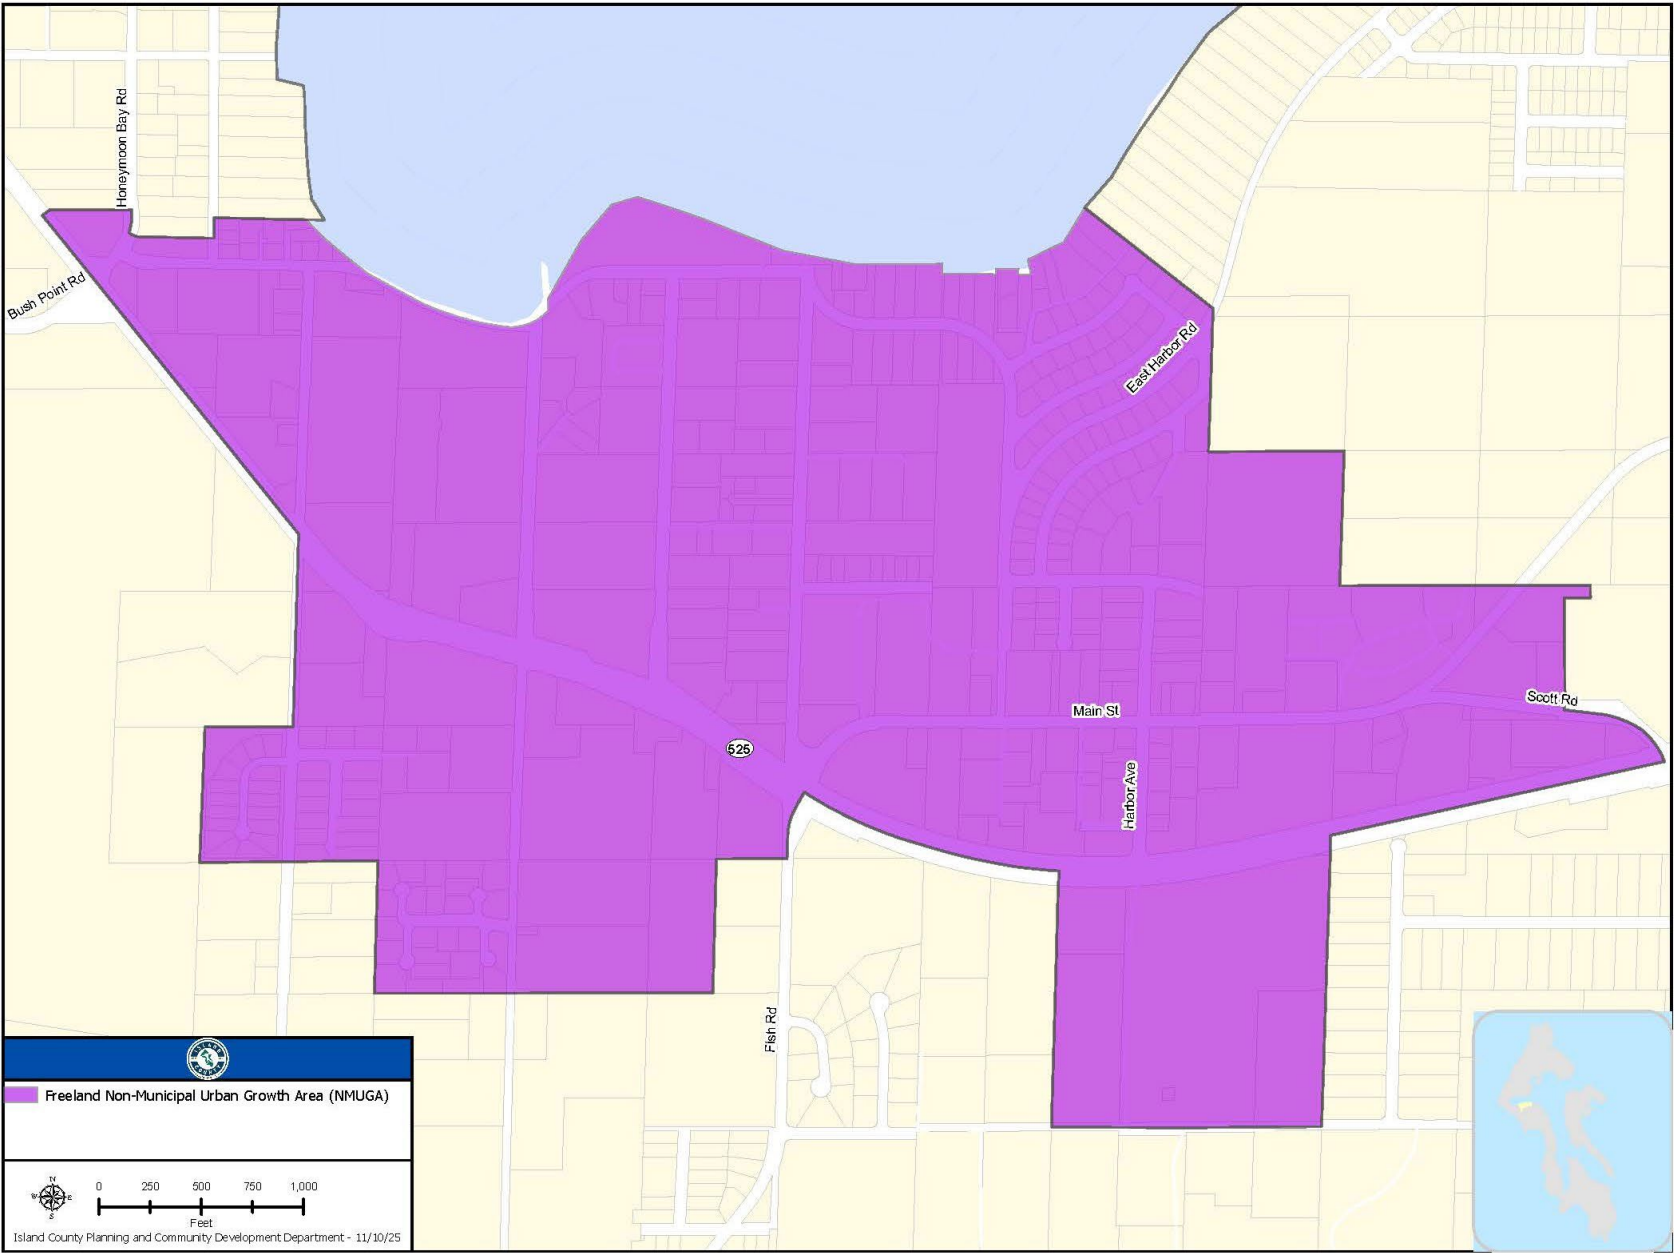 Honeymoon Bay Rd
Bush Point Rd
East Harbor Rd
Main St
Scott Rd
525
Harbor Ave
Fish Rd
ISLAND COUNTY
Freeland Non-Municipal Urban Growth Area (NMUGA)
N
W E
S
0 250 500 750 1,000
Feet
Island County Planning and Community Development Department - 11/10/25